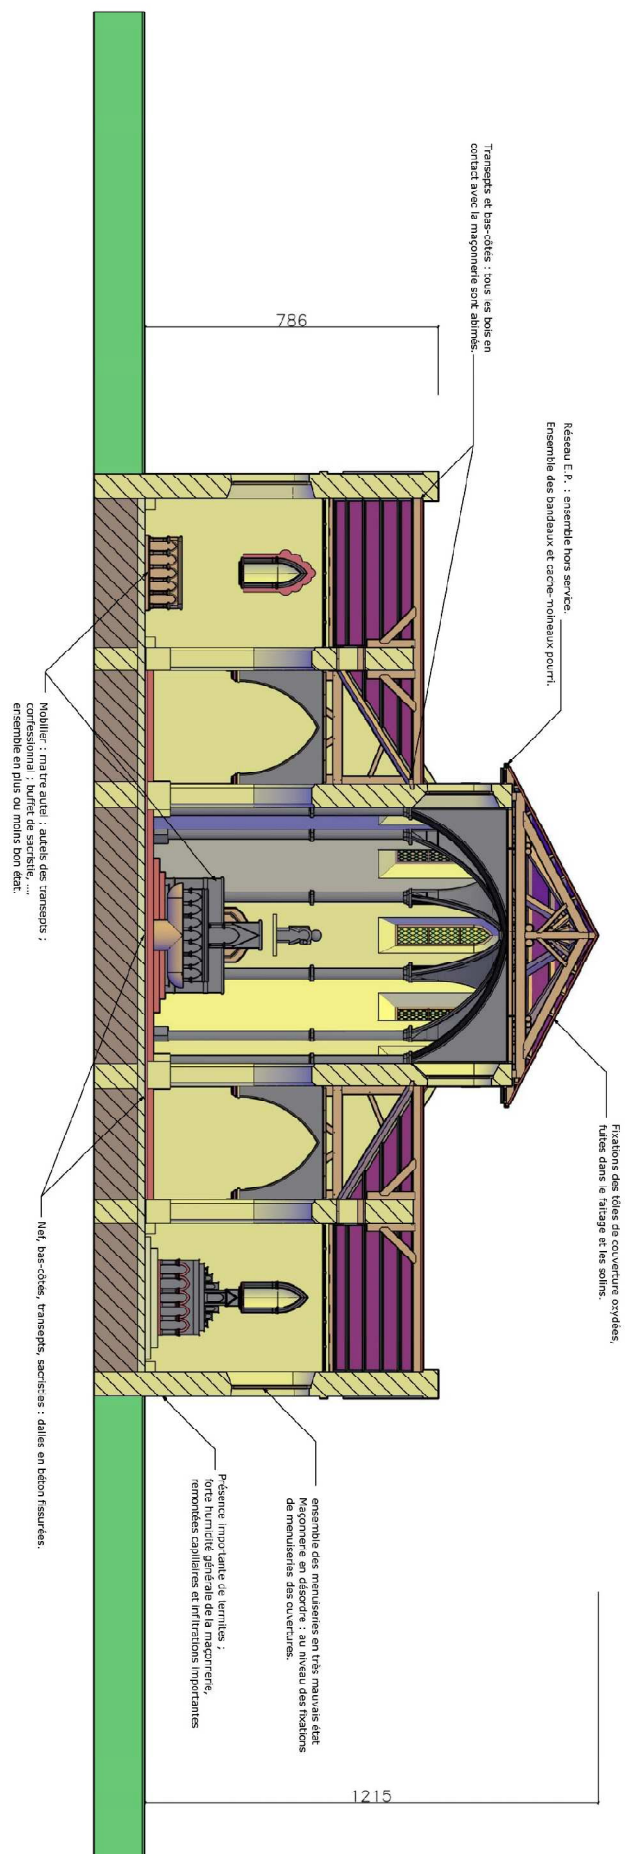 Transepts et bas-côtés : tous les bois en
contact avec la maçonnerie sont abimés.
786
Réseau E.P. : ensemble hors service.
Ensemble des bandeaux et cache-moineaux pourri.
Fixations des tôles de couverture oxydées,
fuites dans le faîtage et les solins.
Mobilier : maître autel ; autels des transepts ;
confessionnal ; buffet de sacristie, ....
ensemble en plus ou moins bon état.
Nef, bas-côtés, transepts, sacristies : dalles en béton fissurées.
Présence importante de termites ;
forte humidité générale de la maçonnerie,
remontées capillaires et infiltrations importantes
ensemble des menuiseries en très mauvais état
Maçonnerie en désordre : au niveau des fixations
de menuiseries des ouvertures.
1215